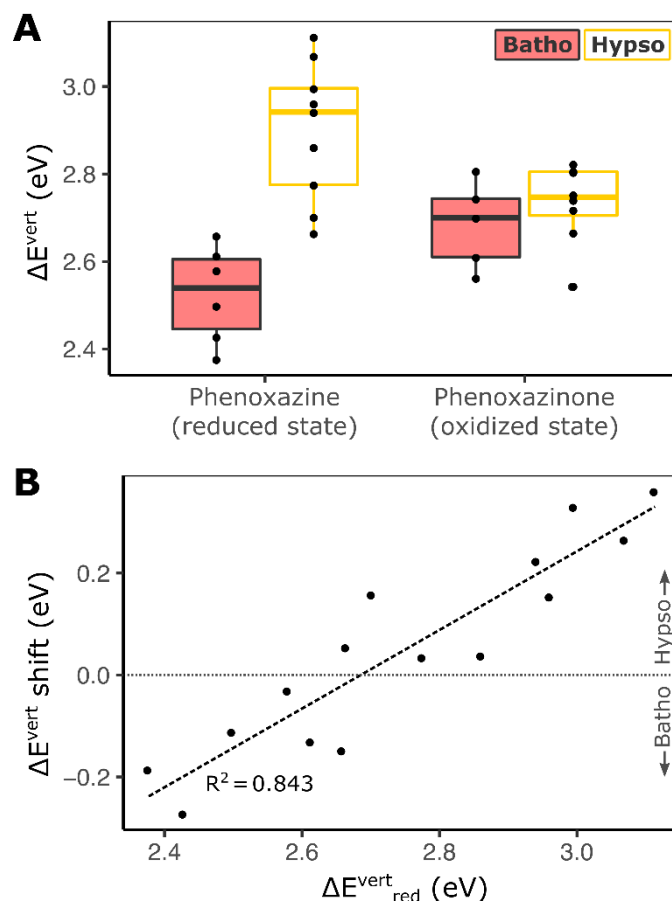 A
Batho Hypso
3.0
2.8
2.6
2.4
ΔE^vert (eV)
Phenoxazine
(reduced state)
Phenoxazinone
(oxidized state)
B
0.2
0.0
−0.2
ΔE^vert shift (eV)
←Batho Hypso→
R² = 0.843
2.4 2.6 2.8 3.0
ΔE^vert_red (eV)